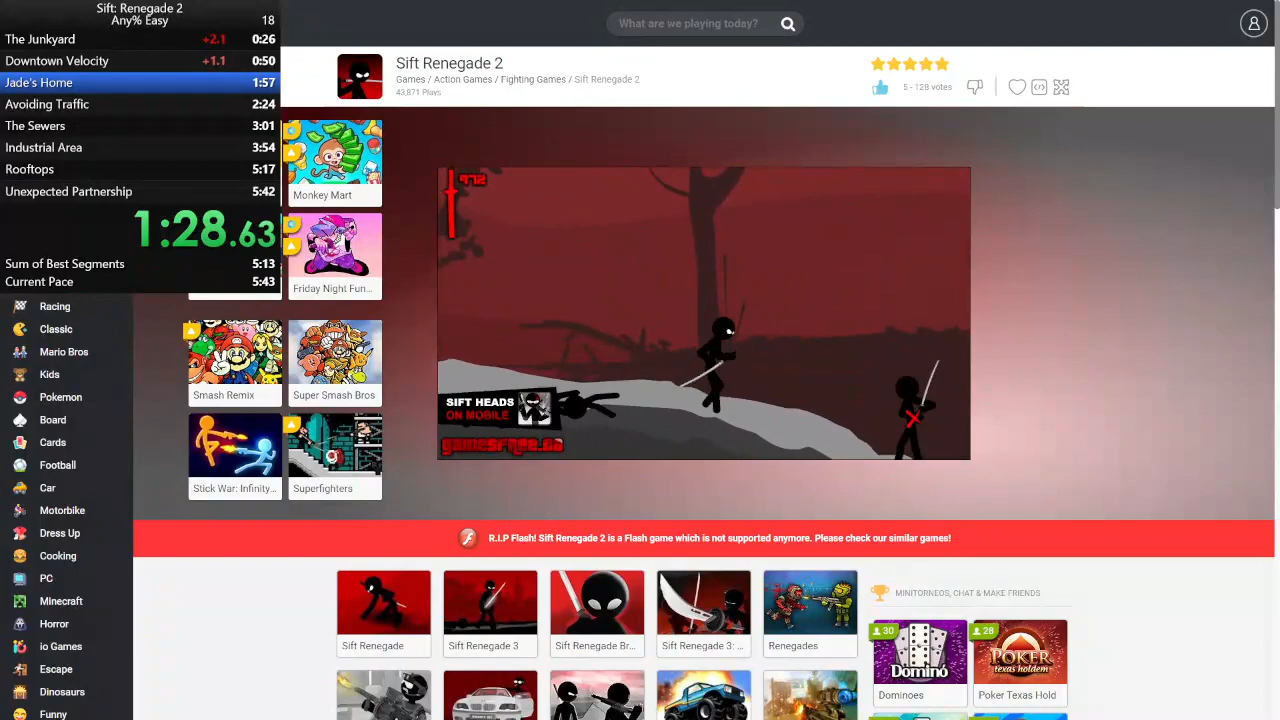 Sift: Renegade 2
Any% Easy 18
The Junkyard +2.1 0:26
Downtown Velocity +1.1 0:50
Jade's Home 1:57
Avoiding Traffic 2:24
The Sewers 3:01
Industrial Area 3:54
Rooftops 5:17
Unexpected Partnership 5:42
1:28.63
Sum of Best Segments 5:13
Current Pace 5:43
What are we playing today?
Sift Renegade 2
Games / Action Games / Fighting Games / Sift Renegade 2
43,871 Plays
5 - 128 votes
Monkey Mart
Friday Night Fun...
Smash Remix
Super Smash Bros
Stick War: Infinity...
Superfighters
Racing
Classic
Mario Bros
Kids
Pokemon
Board
Cards
Football
Car
Motorbike
Dress Up
Cooking
PC
Minecraft
Horror
io Games
Escape
Dinosaurs
Funny
972
SIFT HEADS
ON MOBILE
R.I.P Flash! Sift Renegade 2 is a Flash game which is not supported anymore. Please check our similar games!
Sift Renegade
Sift Renegade 3
Sift Renegade Br...
Sift Renegade 3: ...
Renegades
MINITORNEOS, CHAT & MAKE FRIENDS
30
Domino
Dominoes
28
POKER
TEXAS HOLDEM
Poker Texas Hold